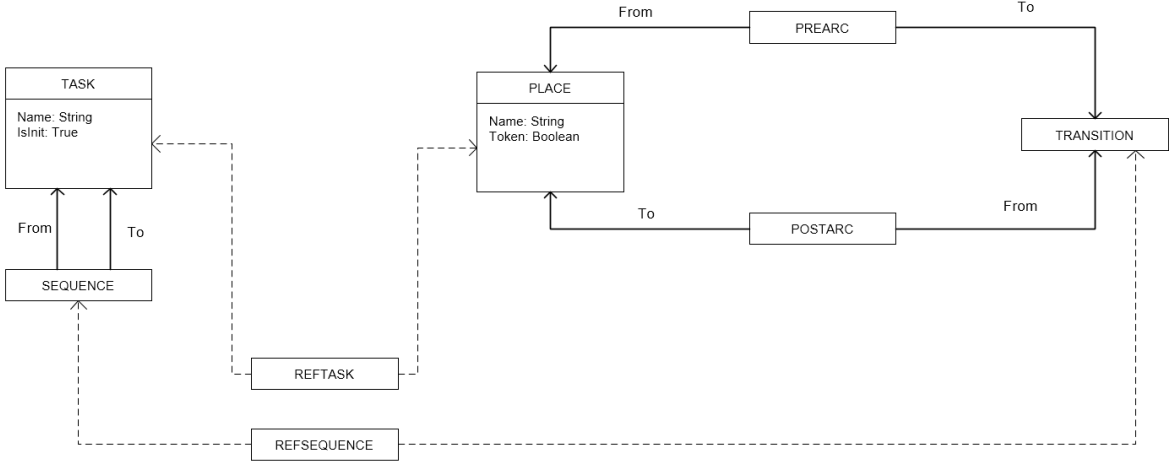 From
PREARC
To
TASK
Name: String
IsInit: True
PLACE
Name: String
Token: Boolean
TRANSITION
From
To
To
POSTARC
From
SEQUENCE
REFTASK
REFSEQUENCE